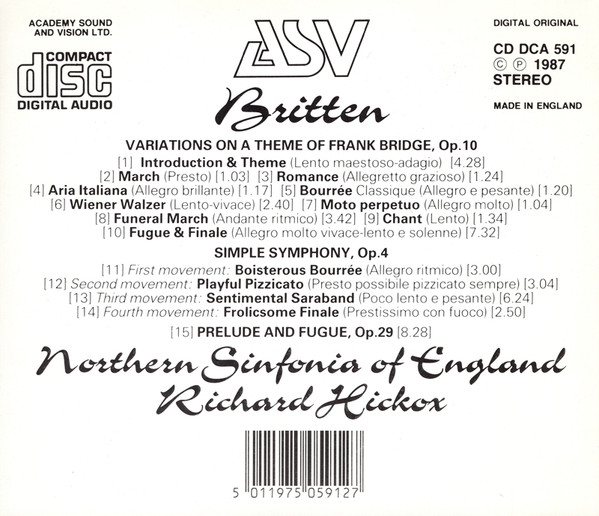 ACADEMY SOUND
AND VISION LTD.
COMPACT
disc
DIGITAL AUDIO
ASV
DIGITAL ORIGINAL
CD DCA 591
© ℗ 1987
STEREO
MADE IN ENGLAND
Britten
VARIATIONS ON A THEME OF FRANK BRIDGE, Op.10
[1] Introduction & Theme (Lento maestoso-adagio) [4.28]
[2] March (Presto) [1.03] [3] Romance (Allegretto grazioso) [1.24]
[4] Aria Italiana (Allegro brillante) [1.17] [5] Bourrée Classique (Allegro e pesante) [1.20]
[6] Wiener Walzer (Lento-vivace) [2.40] [7] Moto perpetuo (Allegro molto) [1.04]
[8] Funeral March (Andante ritmico) [3.42] [9] Chant (Lento) [1.34]
[10] Fugue & Finale (Allegro molto vivace-lento e solenne) [7.32]
SIMPLE SYMPHONY, Op.4
[11] First movement: Boisterous Bourrée (Allegro ritmico) [3.00]
[12] Second movement: Playful Pizzicato (Presto possibile pizzicato sempre) [3.04]
[13] Third movement: Sentimental Saraband (Poco lento e pesante) [6.24]
[14] Fourth movement: Frolicsome Finale (Prestissimo con fuoco) [2.50]
[15] PRELUDE AND FUGUE, Op.29 [8.28]
Northern Sinfonia of England
Richard Hickox
5 011975 059127